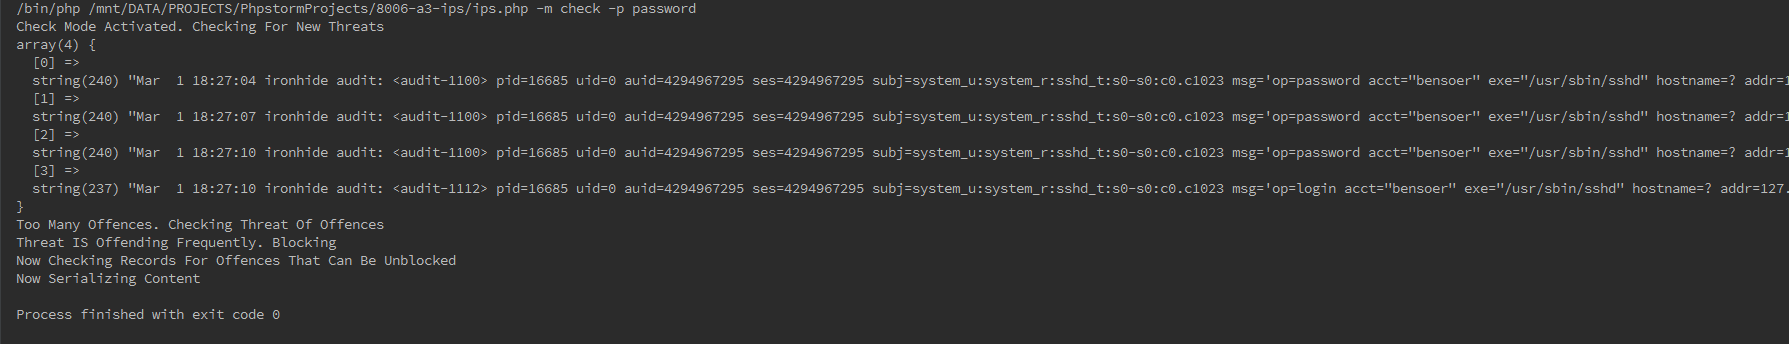 /bin/php /mnt/DATA/PROJECTS/PhpstormProjects/8006-a3-ips/ips.php -m check -p password
Check Mode Activated. Checking For New Threats
array(4) {
  [0] =>
  string(240) "Mar  1 18:27:04 ironhide audit: <audit-1100> pid=16685 uid=0 auid=4294967295 ses=4294967295 subj=system_u:system_r:sshd_t:s0-s0:c0.c1023 msg='op=password acct="bensoer" exe="/usr/sbin/sshd" hostname=? addr=1
  [1] =>
  string(240) "Mar  1 18:27:07 ironhide audit: <audit-1100> pid=16685 uid=0 auid=4294967295 ses=4294967295 subj=system_u:system_r:sshd_t:s0-s0:c0.c1023 msg='op=password acct="bensoer" exe="/usr/sbin/sshd" hostname=? addr=1
  [2] =>
  string(240) "Mar  1 18:27:10 ironhide audit: <audit-1100> pid=16685 uid=0 auid=4294967295 ses=4294967295 subj=system_u:system_r:sshd_t:s0-s0:c0.c1023 msg='op=password acct="bensoer" exe="/usr/sbin/sshd" hostname=? addr=1
  [3] =>
  string(237) "Mar  1 18:27:10 ironhide audit: <audit-1112> pid=16685 uid=0 auid=4294967295 ses=4294967295 subj=system_u:system_r:sshd_t:s0-s0:c0.c1023 msg='op=login acct="bensoer" exe="/usr/sbin/sshd" hostname=? addr=127.
}
Too Many Offences. Checking Threat Of Offences
Threat IS Offending Frequently. Blocking
Now Checking Records For Offences That Can Be Unblocked
Now Serializing Content
Process finished with exit code 0